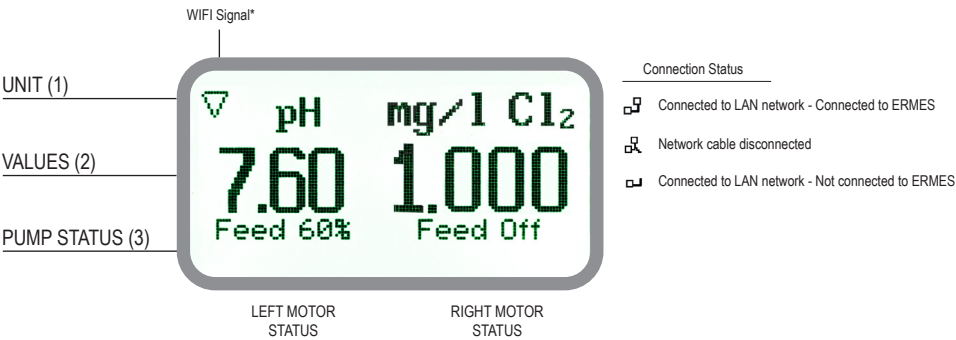 WIFI Signal*
UNIT (1)
VALUES (2)
PUMP STATUS (3)
pH mg/l Cl₂
7.60 1.000
Feed 60% Feed Off
LEFT MOTOR
STATUS
RIGHT MOTOR
STATUS
Connection Status
Connected to LAN network - Connected to ERMES
Network cable disconnected
Connected to LAN network - Not connected to ERMES